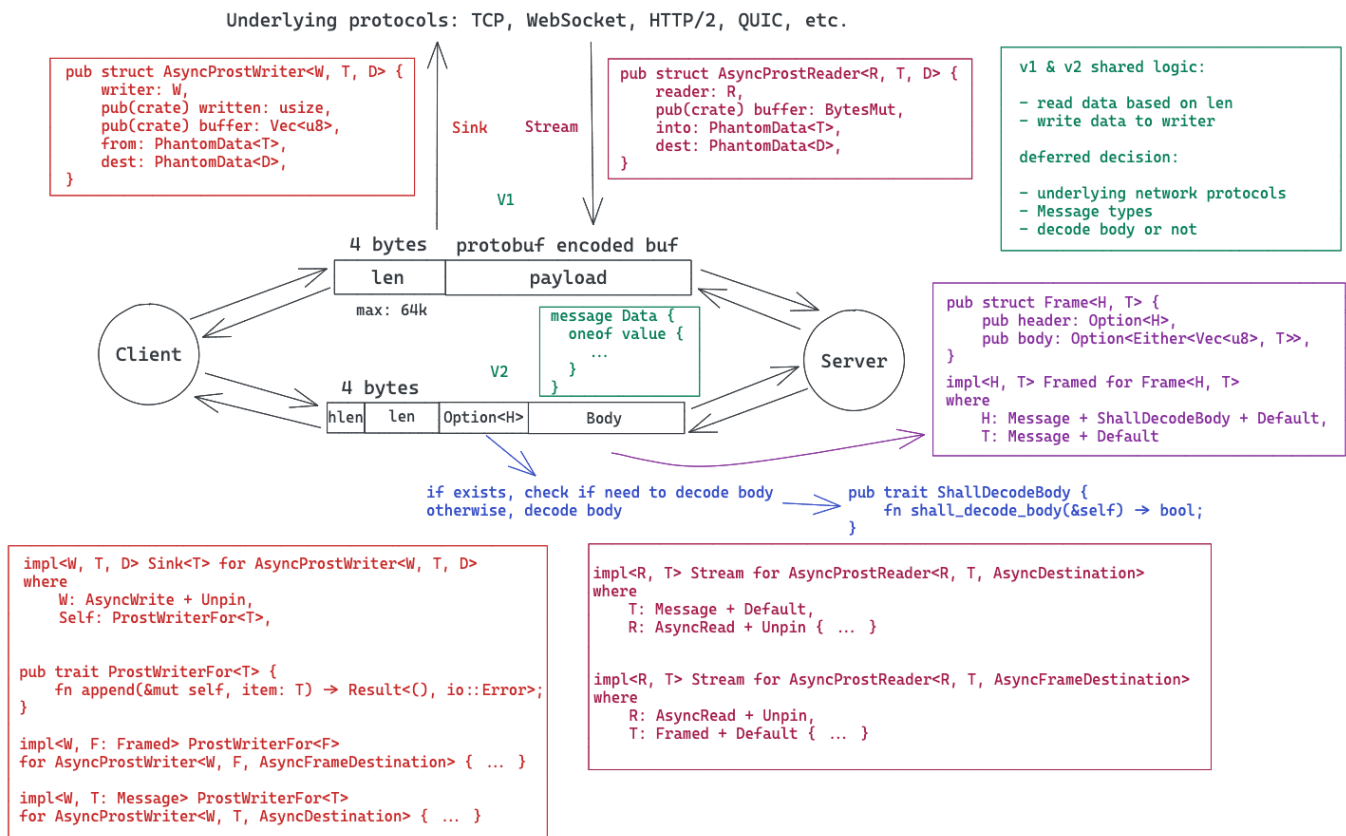 Underlying protocols: TCP, WebSocket, HTTP/2, QUIC, etc.
pub struct AsyncProstWriter<W, T, D> {
writer: W,
pub(crate) written: usize,
pub(crate) buffer: Vec<u8>,
from: PhantomData<T>,
dest: PhantomData<D>,
}
Sink
Stream
V1
pub struct AsyncProstReader<R, T, D> {
reader: R,
pub(crate) buffer: BytesMut,
into: PhantomData<T>,
dest: PhantomData<D>,
}
v1 & v2 shared logic:
- read data based on len
- write data to writer
deferred decision:
- underlying network protocols
- Message types
- decode body or not
4 bytes
protobuf encoded buf
len
payload
max: 64k
message Data {
oneof value {
...
}
}
Client
Server
V2
4 bytes
hlen
len
Option<H>
Body
pub struct Frame<H, T> {
pub header: Option<H>,
pub body: Option<Either<Vec<u8>, T>>,
}
impl<H, T> Framed for Frame<H, T>
where
H: Message + ShallDecodeBody + Default,
T: Message + Default
if exists, check if need to decode body
otherwise, decode body
pub trait ShallDecodeBody {
fn shall_decode_body(&self) → bool;
}
impl<W, T, D> Sink<T> for AsyncProstWriter<W, T, D>
where
W: AsyncWrite + Unpin,
Self: ProstWriterFor<T>,
pub trait ProstWriterFor<T> {
fn append(&mut self, item: T) → Result<(), io::Error>;
}
impl<W, F: Framed> ProstWriterFor<F>
for AsyncProstWriter<W, F, AsyncFrameDestination> { ... }
impl<W, T: Message> ProstWriterFor<T>
for AsyncProstWriter<W, T, AsyncDestination> { ... }
impl<R, T> Stream for AsyncProstReader<R, T, AsyncDestination>
where
T: Message + Default,
R: AsyncRead + Unpin { ... }
impl<R, T> Stream for AsyncProstReader<R, T, AsyncFrameDestination>
where
R: AsyncRead + Unpin,
T: Framed + Default { ... }